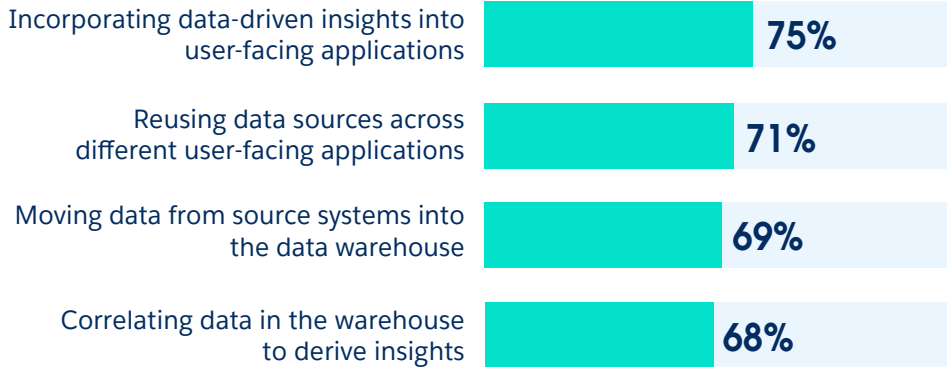 Incorporating data-driven insights into
user-facing applications
75%
Reusing data sources across
different user-facing applications
71%
Moving data from source systems into
the data warehouse
69%
Correlating data in the warehouse
to derive insights
68%